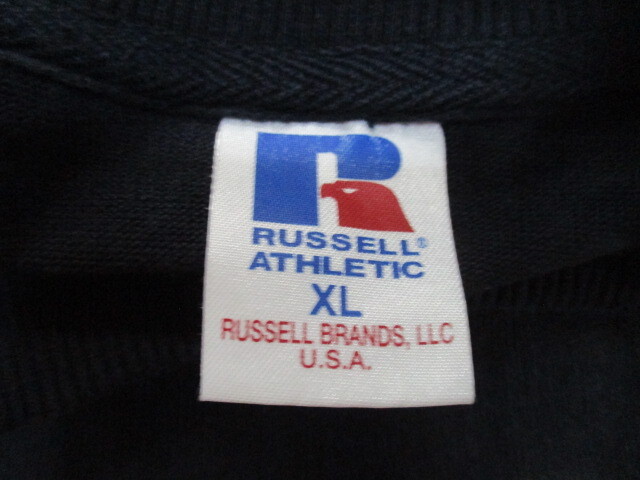 R
RUSSELL®
ATHLETIC
XL
RUSSELL BRANDS, LLC
U.S.A.